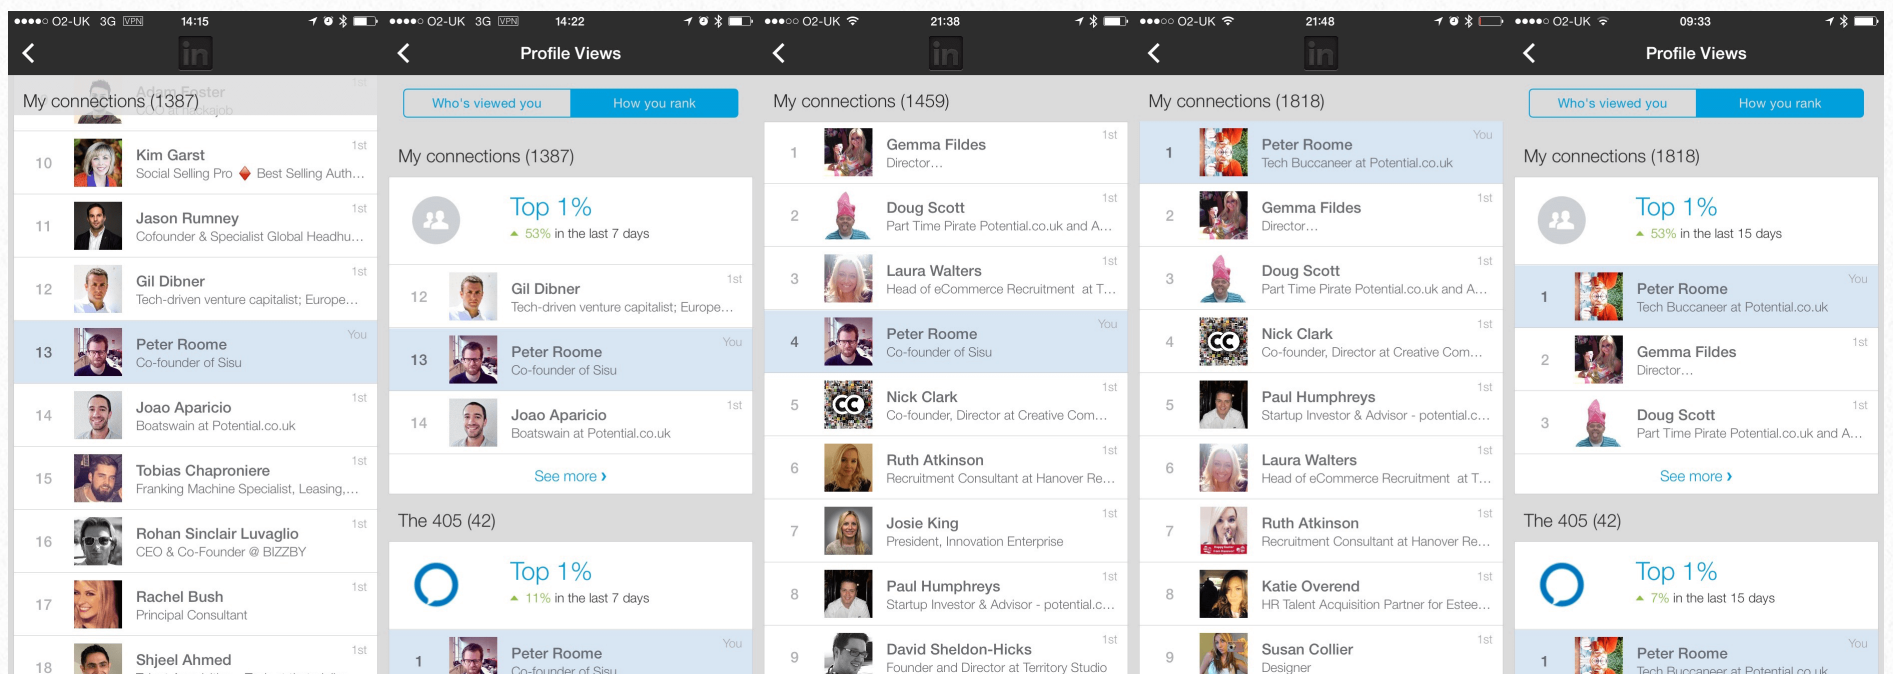 O2-UK 3G VPN 14:15
in
Adam Foster
My connections (1387)
1st
10 Kim Garst 1st
Social Selling Pro ♦ Best Selling Auth...
11 Jason Rumney 1st
Cofounder & Specialist Global Headhu...
12 Gil Dibner 1st
Tech-driven venture capitalist; Europe...
13 Peter Roome You
Co-founder of Sisu
14 Joao Aparicio 1st
Boatswain at Potential.co.uk
15 Tobias Chaproniere 1st
Franking Machine Specialist, Leasing,...
16 Rohan Sinclair Luvaglio 1st
CEO & Co-Founder @ BIZZBY
17 Rachel Bush 1st
Principal Consultant
18 Shjeel Ahmed 1st
O2-UK 3G VPN 14:22
Profile Views
Who's viewed you How you rank
My connections (1387)
Top 1%
53% in the last 7 days
12 Gil Dibner 1st
Tech-driven venture capitalist; Europe...
13 Peter Roome You
Co-founder of Sisu
14 Joao Aparicio 1st
Boatswain at Potential.co.uk
See more ›
The 405 (42)
Top 1%
11% in the last 7 days
1 Peter Roome You
Co-founder of Sisu
O2-UK 21:38
in
My connections (1459)
1 Gemma Fildes 1st
Director...
2 Doug Scott 1st
Part Time Pirate Potential.co.uk and A...
3 Laura Walters 1st
Head of eCommerce Recruitment at T...
4 Peter Roome You
Co-founder of Sisu
5 Nick Clark 1st
CC
Co-founder, Director at Creative Com...
6 Ruth Atkinson 1st
Recruitment Consultant at Hanover Re...
7 Josie King 1st
President, Innovation Enterprise
8 Paul Humphreys 1st
Startup Investor & Advisor - potential.c...
9 David Sheldon-Hicks 1st
Founder and Director at Territory Studio
O2-UK 21:48
in
My connections (1818)
1 Peter Roome You
Tech Buccaneer at Potential.co.uk
2 Gemma Fildes 1st
Director...
3 Doug Scott 1st
Part Time Pirate Potential.co.uk and A...
4 Nick Clark 1st
CC
Co-founder, Director at Creative Com...
5 Paul Humphreys 1st
Startup Investor & Advisor - potential.c...
6 Laura Walters 1st
Head of eCommerce Recruitment at T...
7 Ruth Atkinson 1st
Recruitment Consultant at Hanover Re...
8 Katie Overend 1st
HR Talent Acquisition Partner for Estee...
9 Susan Collier 1st
Designer
O2-UK 09:33
Profile Views
Who's viewed you How you rank
My connections (1818)
Top 1%
53% in the last 15 days
1 Peter Roome You
Tech Buccaneer at Potential.co.uk
2 Gemma Fildes 1st
Director...
3 Doug Scott 1st
Part Time Pirate Potential.co.uk and A...
See more ›
The 405 (42)
Top 1%
7% in the last 15 days
1 Peter Roome You
Tech Buccaneer at Potential.co.uk